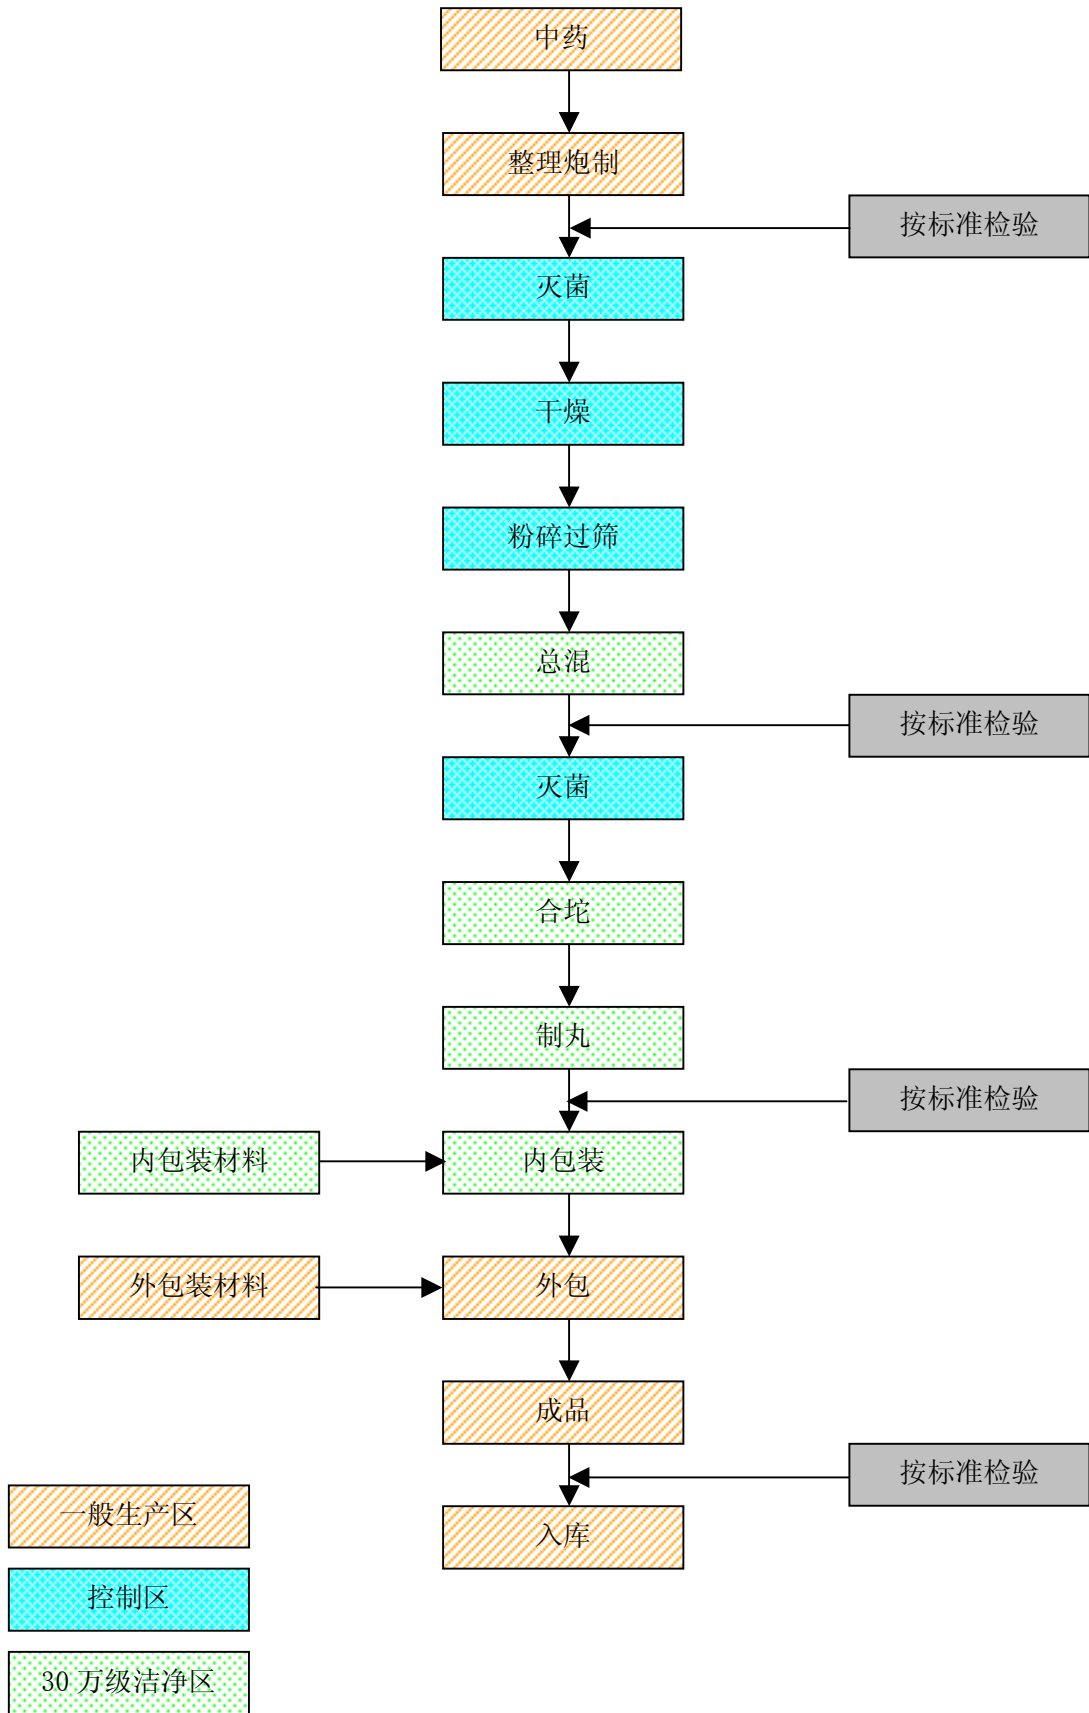 中药
整理炮制
按标准检验
灭菌
干燥
粉碎过筛
总混
按标准检验
灭菌
合坨
制丸
按标准检验
内包装材料
内包装
外包装材料
外包
成品
按标准检验
一般生产区
入库
控制区
30 万级洁净区